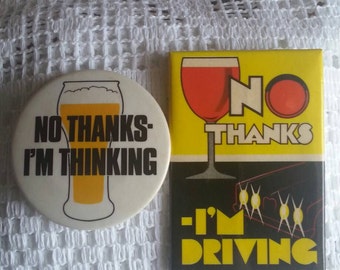 NO THANKS-
I'M THINKING
NO
THANKS
-I'M
DRIVING